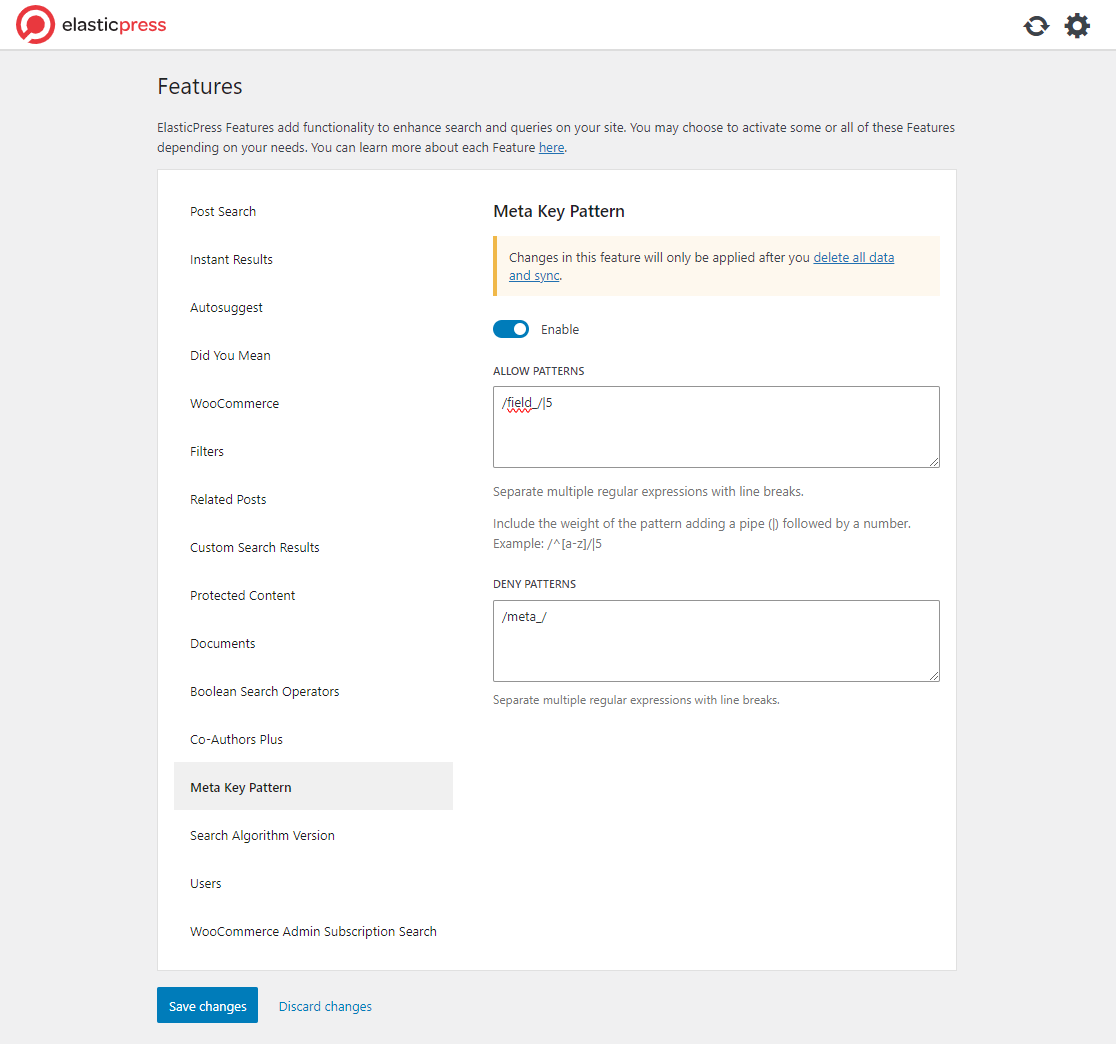 elasticpress
Features
ElasticPress Features add functionality to enhance search and queries on your site. You may choose to activate some or all of these Features
depending on your needs. You can learn more about each Feature here.
Post Search
Instant Results
Autosuggest
Did You Mean
WooCommerce
Filters
Related Posts
Custom Search Results
Protected Content
Documents
Boolean Search Operators
Co-Authors Plus
Meta Key Pattern
Search Algorithm Version
Users
WooCommerce Admin Subscription Search
Meta Key Pattern
Changes in this feature will only be applied after you delete all data
and sync.
Enable
ALLOW PATTERNS
/field_/|5
Separate multiple regular expressions with line breaks.
Include the weight of the pattern adding a pipe (|) followed by a number.
Example: /^[a-z]/|5
DENY PATTERNS
/meta_/
Separate multiple regular expressions with line breaks.
Save changes
Discard changes